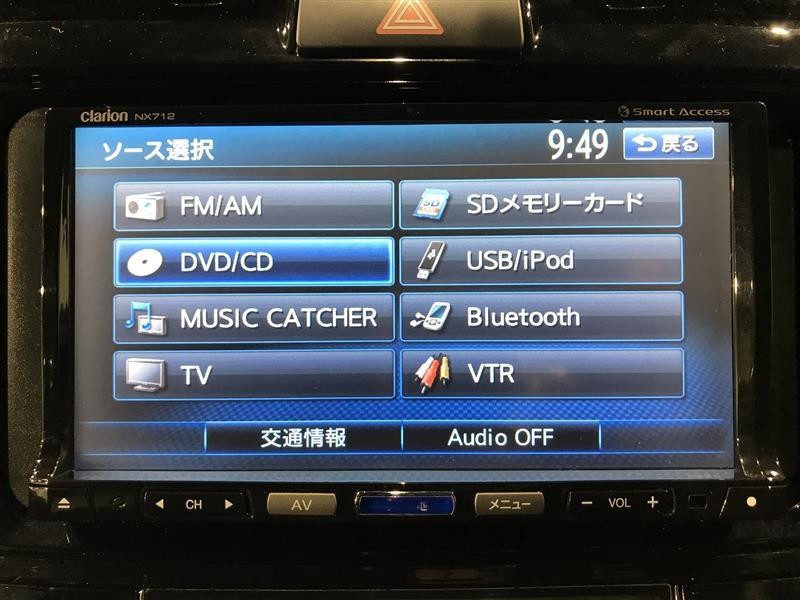 clarion NX712 Smart Access
ソース選択 9:49 戻る
FM/AM SDメモリーカード
DVD/CD USB/iPod
MUSIC CATCHER Bluetooth
TV VTR
交通情報 Audio OFF
CH AV メニュー VOL